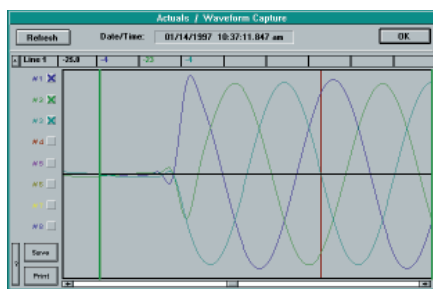 Actuals / Waveform Capture
Refresh
Date/Time: 01/14/1997 10:37:11.847 am
OK
Line 1 -25.0 -4 -23 -4
# 1
# 2
# 3
# 4
# 5
# 6
# 7
# 8
Save
Print